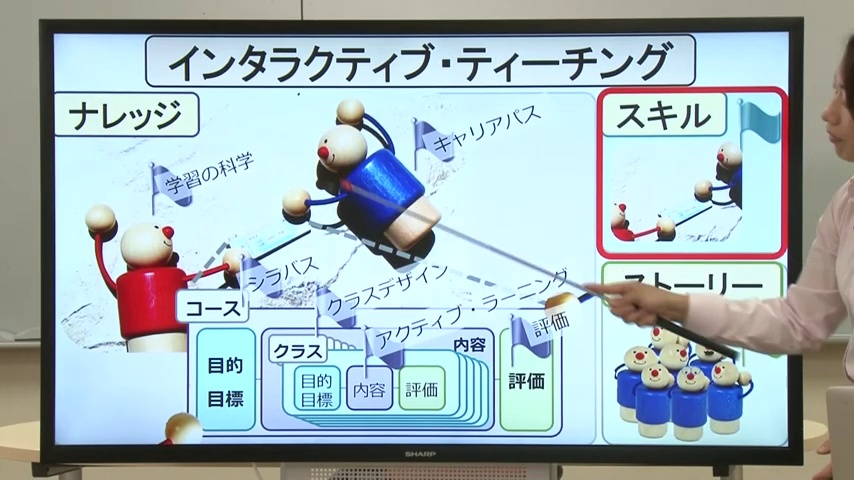 インタラクティブ・ティーチング
ナレッジ
スキル
キャリアパス
学習の科学
シラバス
クラスデザイン
アクティブ・ラーニング
評価
ストーリー
コース
クラス
内容
目的
目標
目的
目標
内容
評価
評価
SHARP